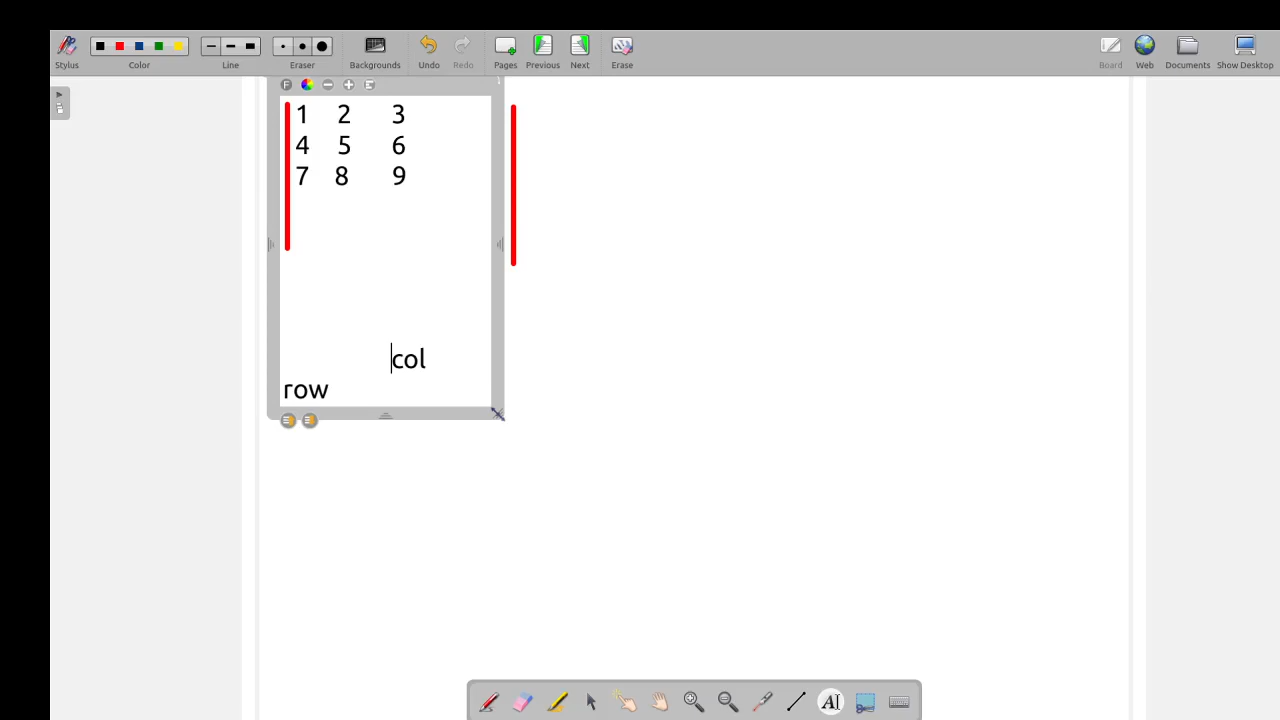 Stylus Color Line Eraser Backgrounds Undo Redo Pages Previous Next Erase Board Web Documents Show Desktop
F
1 2 3
4 5 6
7 8 9
col
row
AI